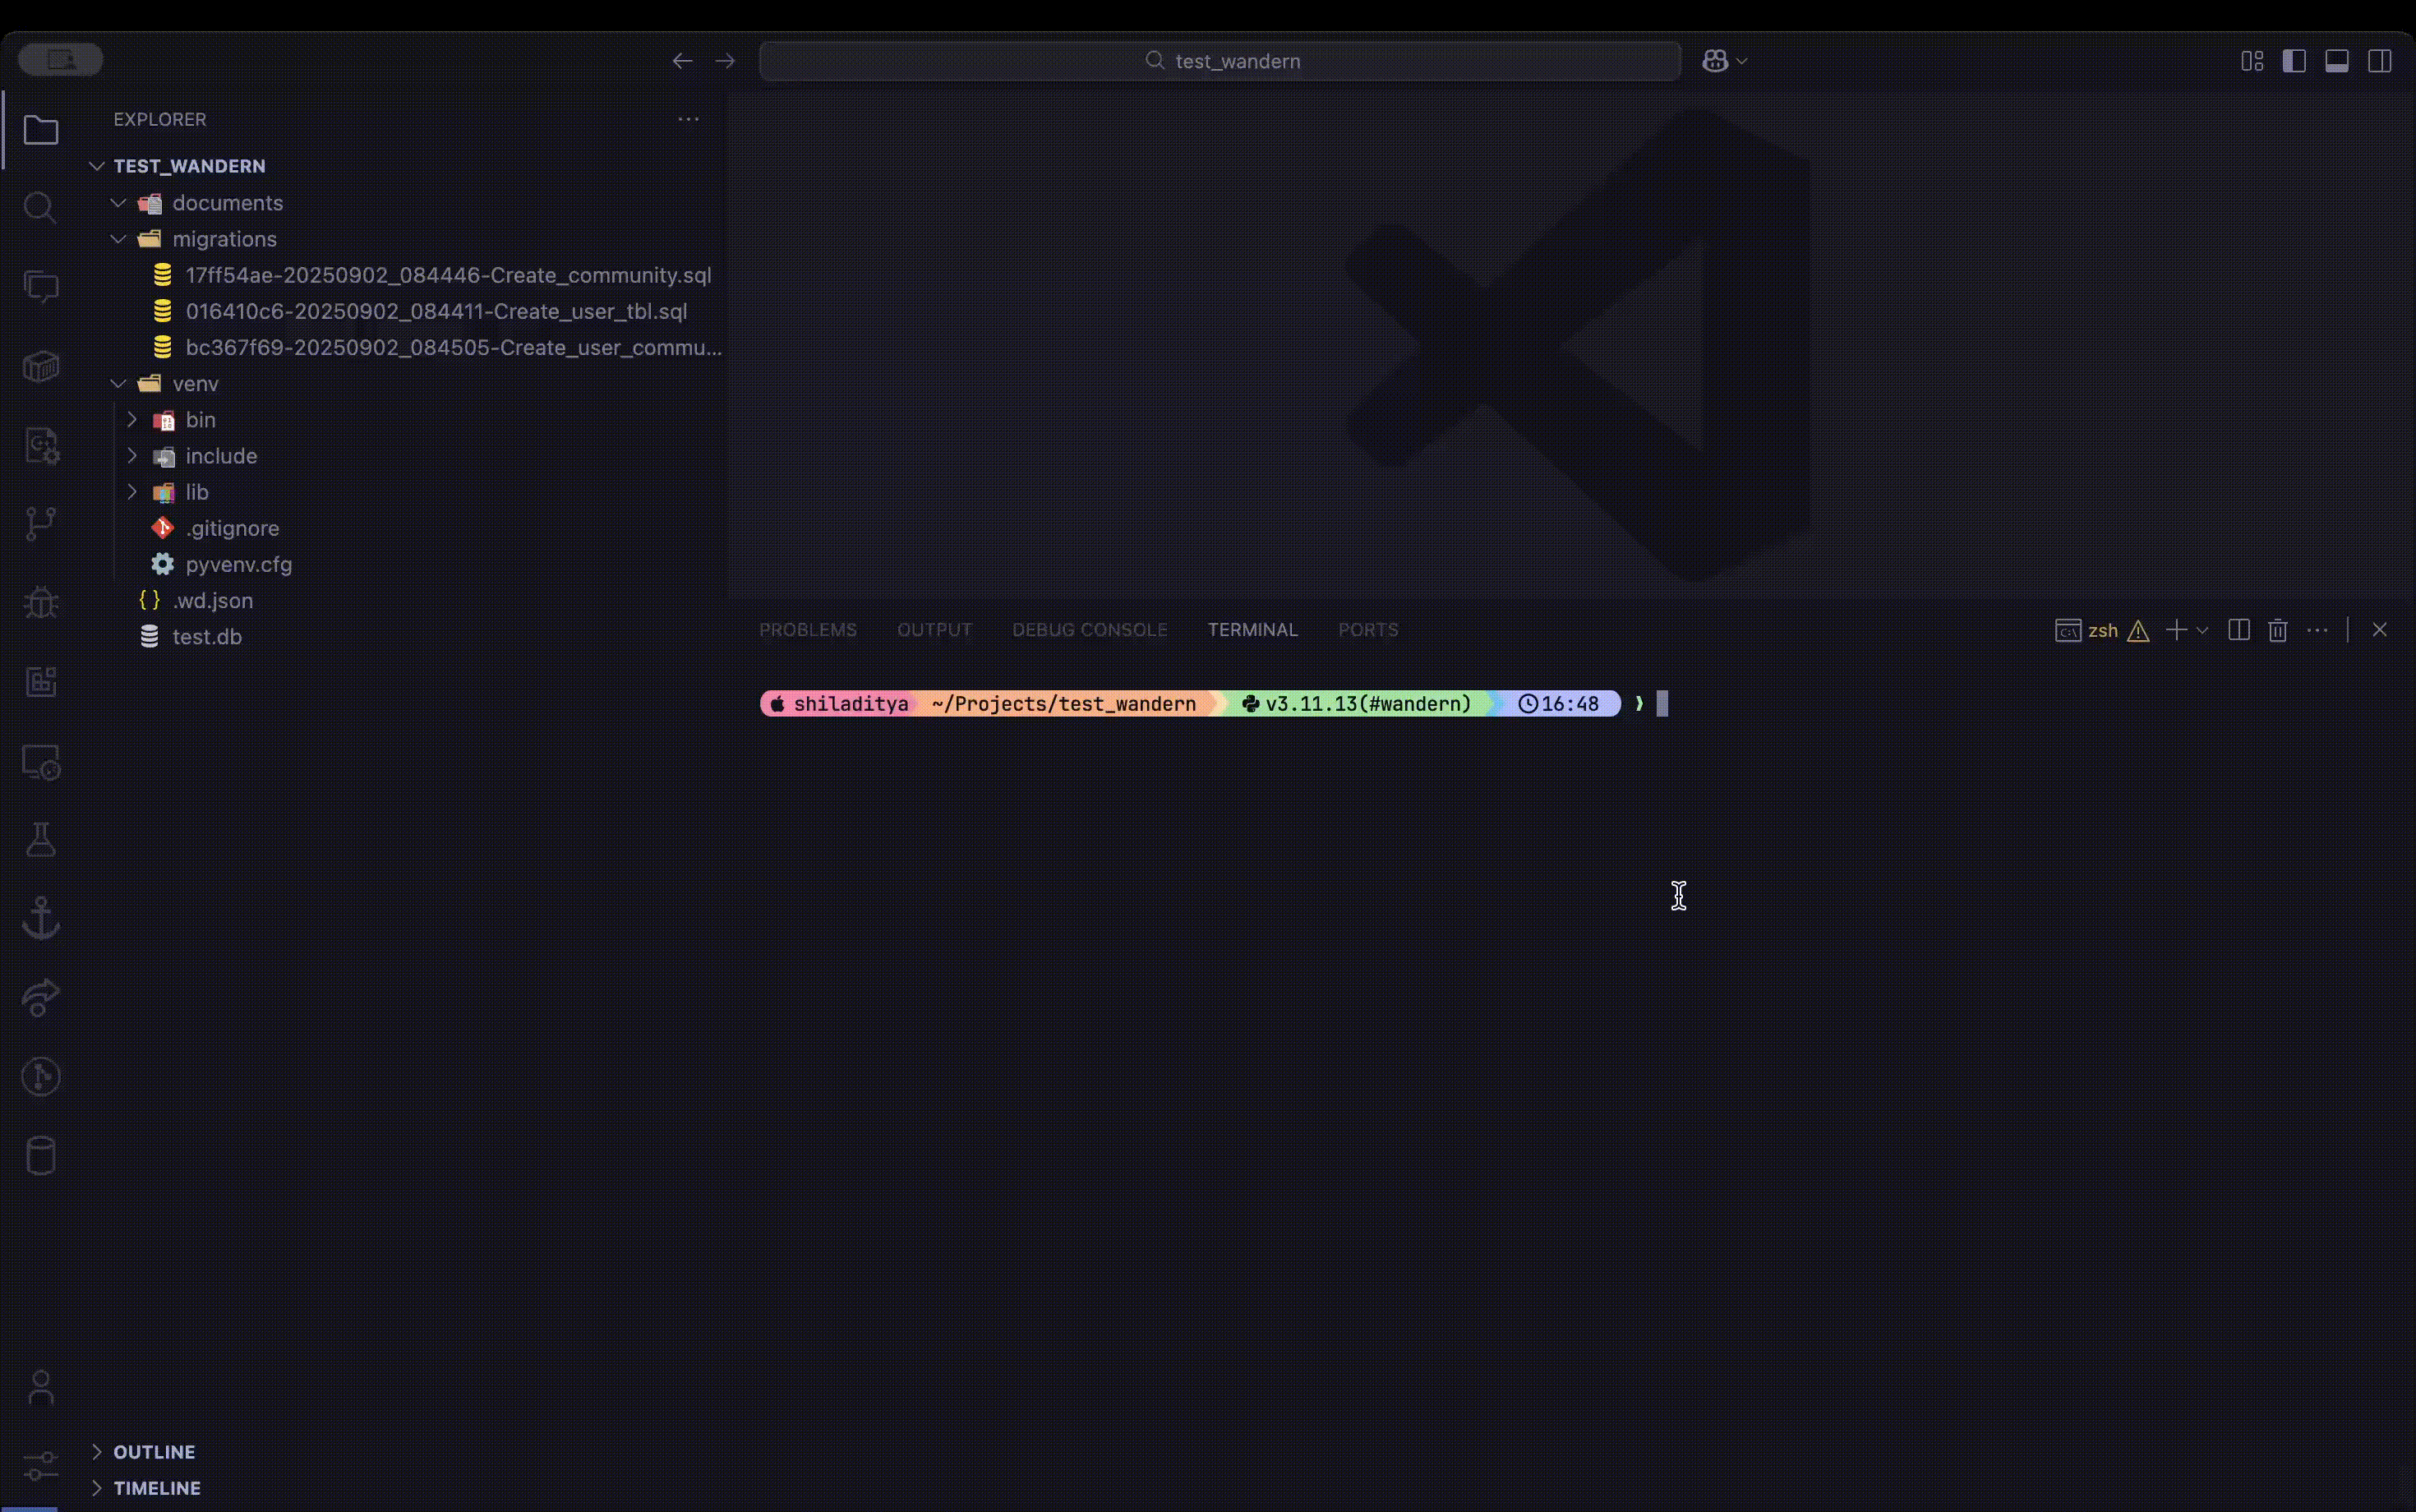 test_wandern
EXPLORER
TEST_WANDERN
documents
migrations
17ff54ae-20250902_084446-Create_community.sql
016410c6-20250902_084411-Create_user_tbl.sql
bc367f69-20250902_084505-Create_user_commu...
venv
bin
include
lib
.gitignore
pyvenv.cfg
.wd.json
test.db
OUTLINE
TIMELINE
PROBLEMS OUTPUT DEBUG CONSOLE TERMINAL PORTS
zsh
shiladitya ~/Projects/test_wandern v3.11.13(#wandern) 16:48 ❯